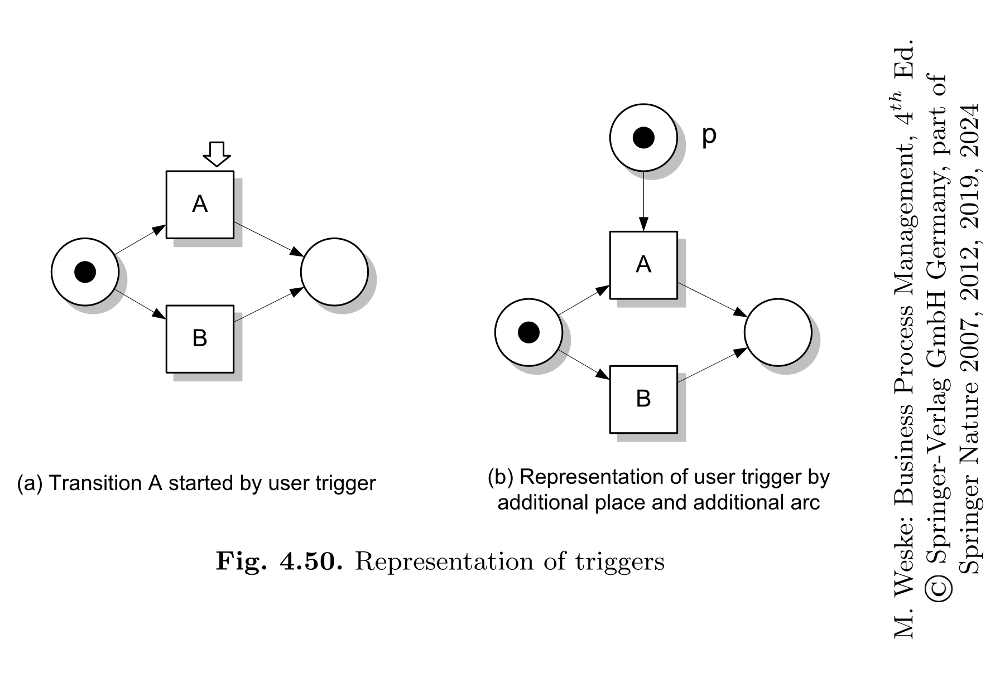 A
B
(a) Transition A started by user trigger
p
A
B
(b) Representation of user trigger by
additional place and additional arc
Fig. 4.50. Representation of triggers
M. Weske: Business Process Management, 4th Ed.
© Springer-Verlag GmbH Germany, part of
Springer Nature 2007, 2012, 2019, 2024